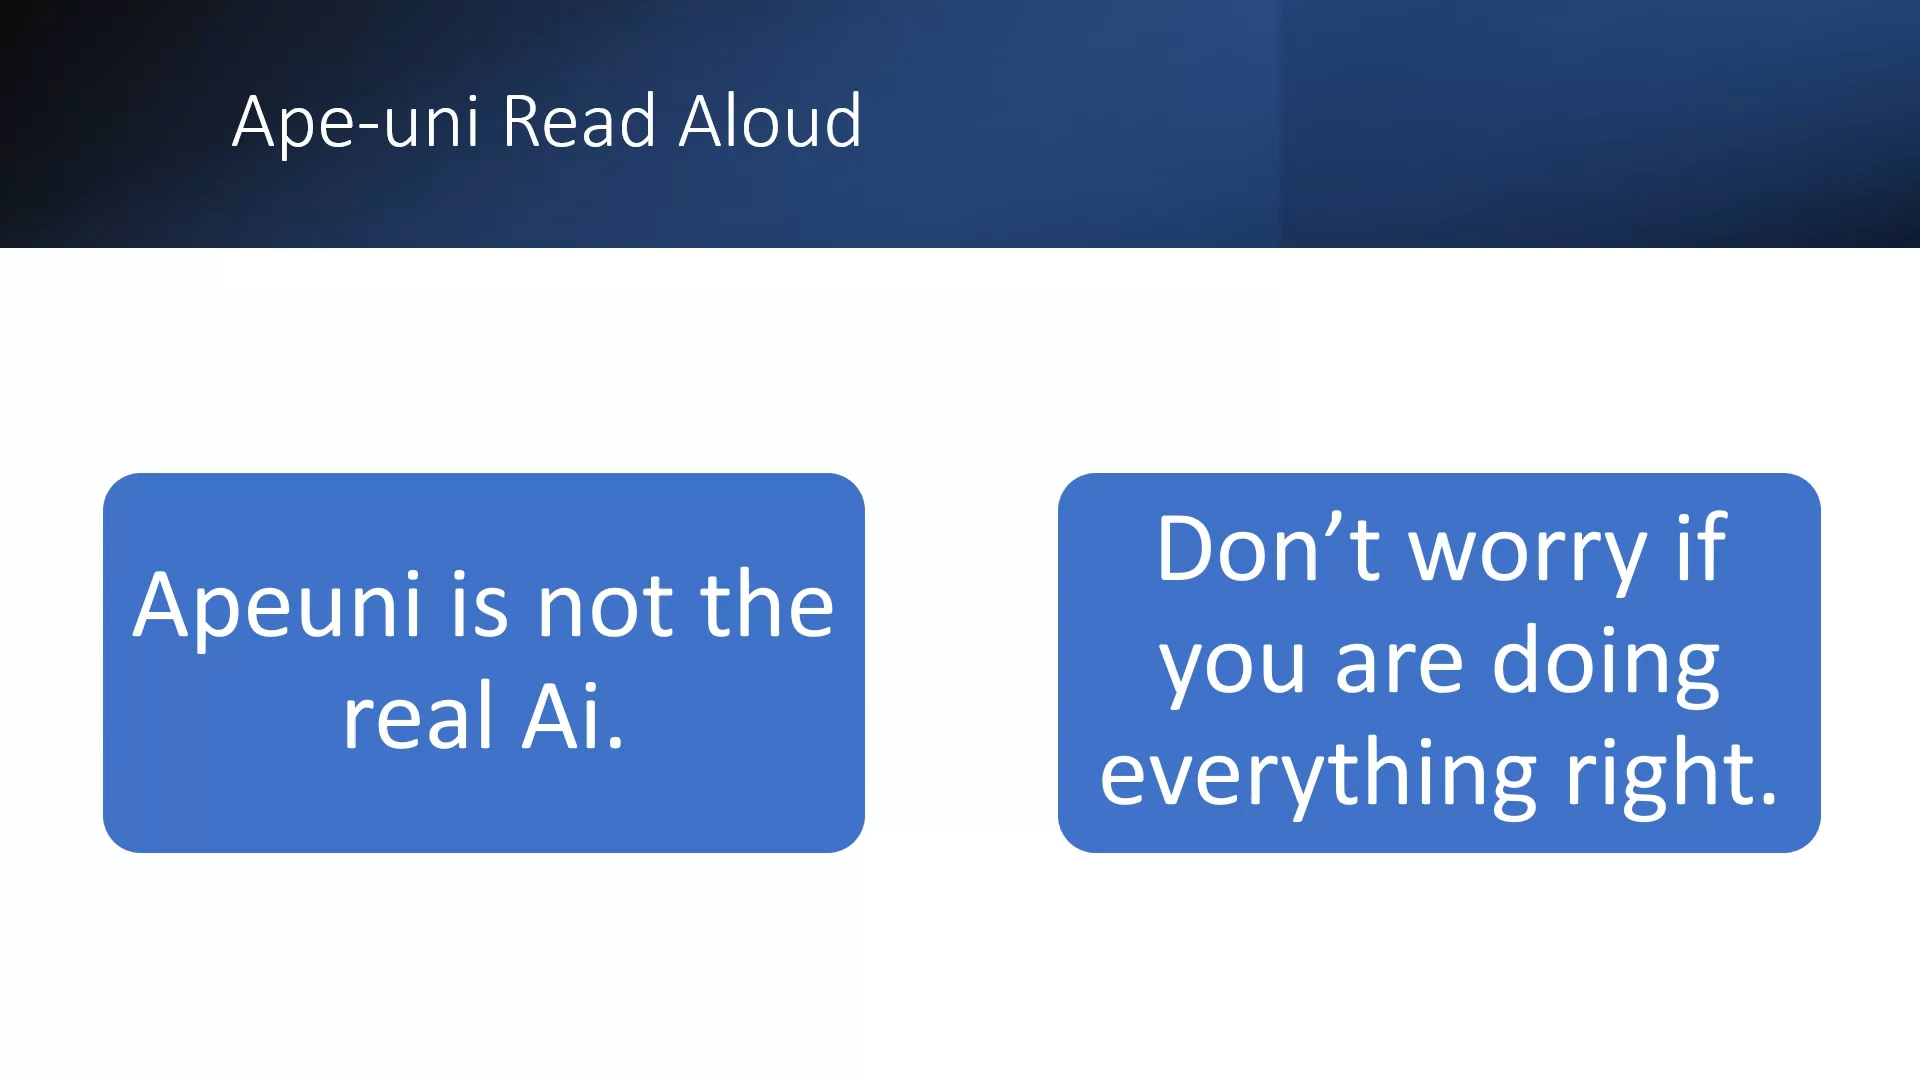 Ape-uni Read Aloud
Apeuni is not the
real Ai.
Don’t worry if
you are doing
everything right.